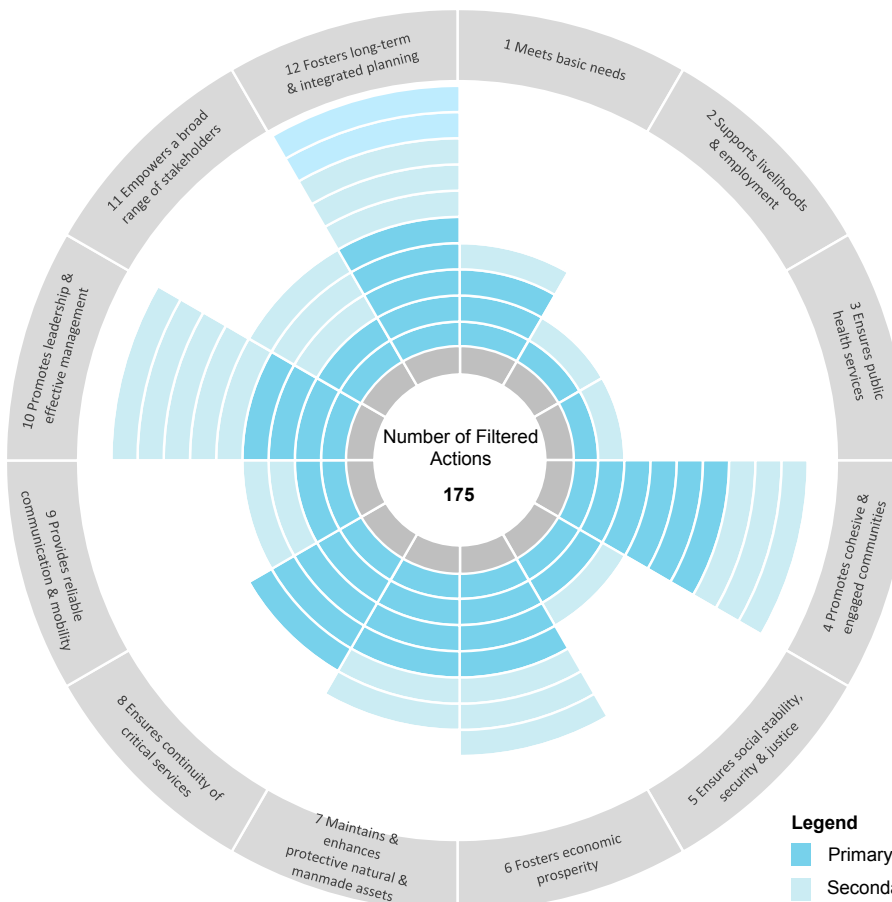 12 Fosters long-term
& integrated planning
1 Meets basic needs
2 Supports livelihoods
& employment
3 Ensures public
health services
4 Promotes cohesive &
engaged communities
5 Ensures social stability,
security & justice
6 Fosters economic
prosperity
7 Maintains &
enhances
protective natural &
manmade assets
8 Ensures continuity of
critical services
9 Provides reliable
communication & mobility
10 Promotes leadership &
effective management
11 Empowers a broad
range of stakeholders
Number of Filtered
Actions
175
Legend
Primary
Seconda